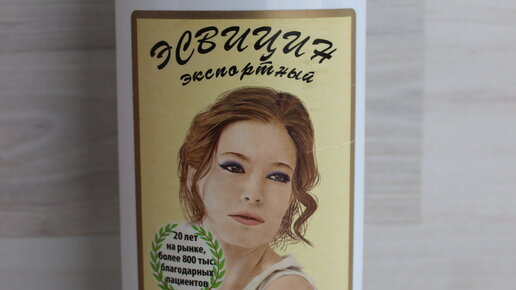 ЭСВИЦИН
экспортный
20 лет
на рынке,
более 800 тыс.
благодарных
пациентов